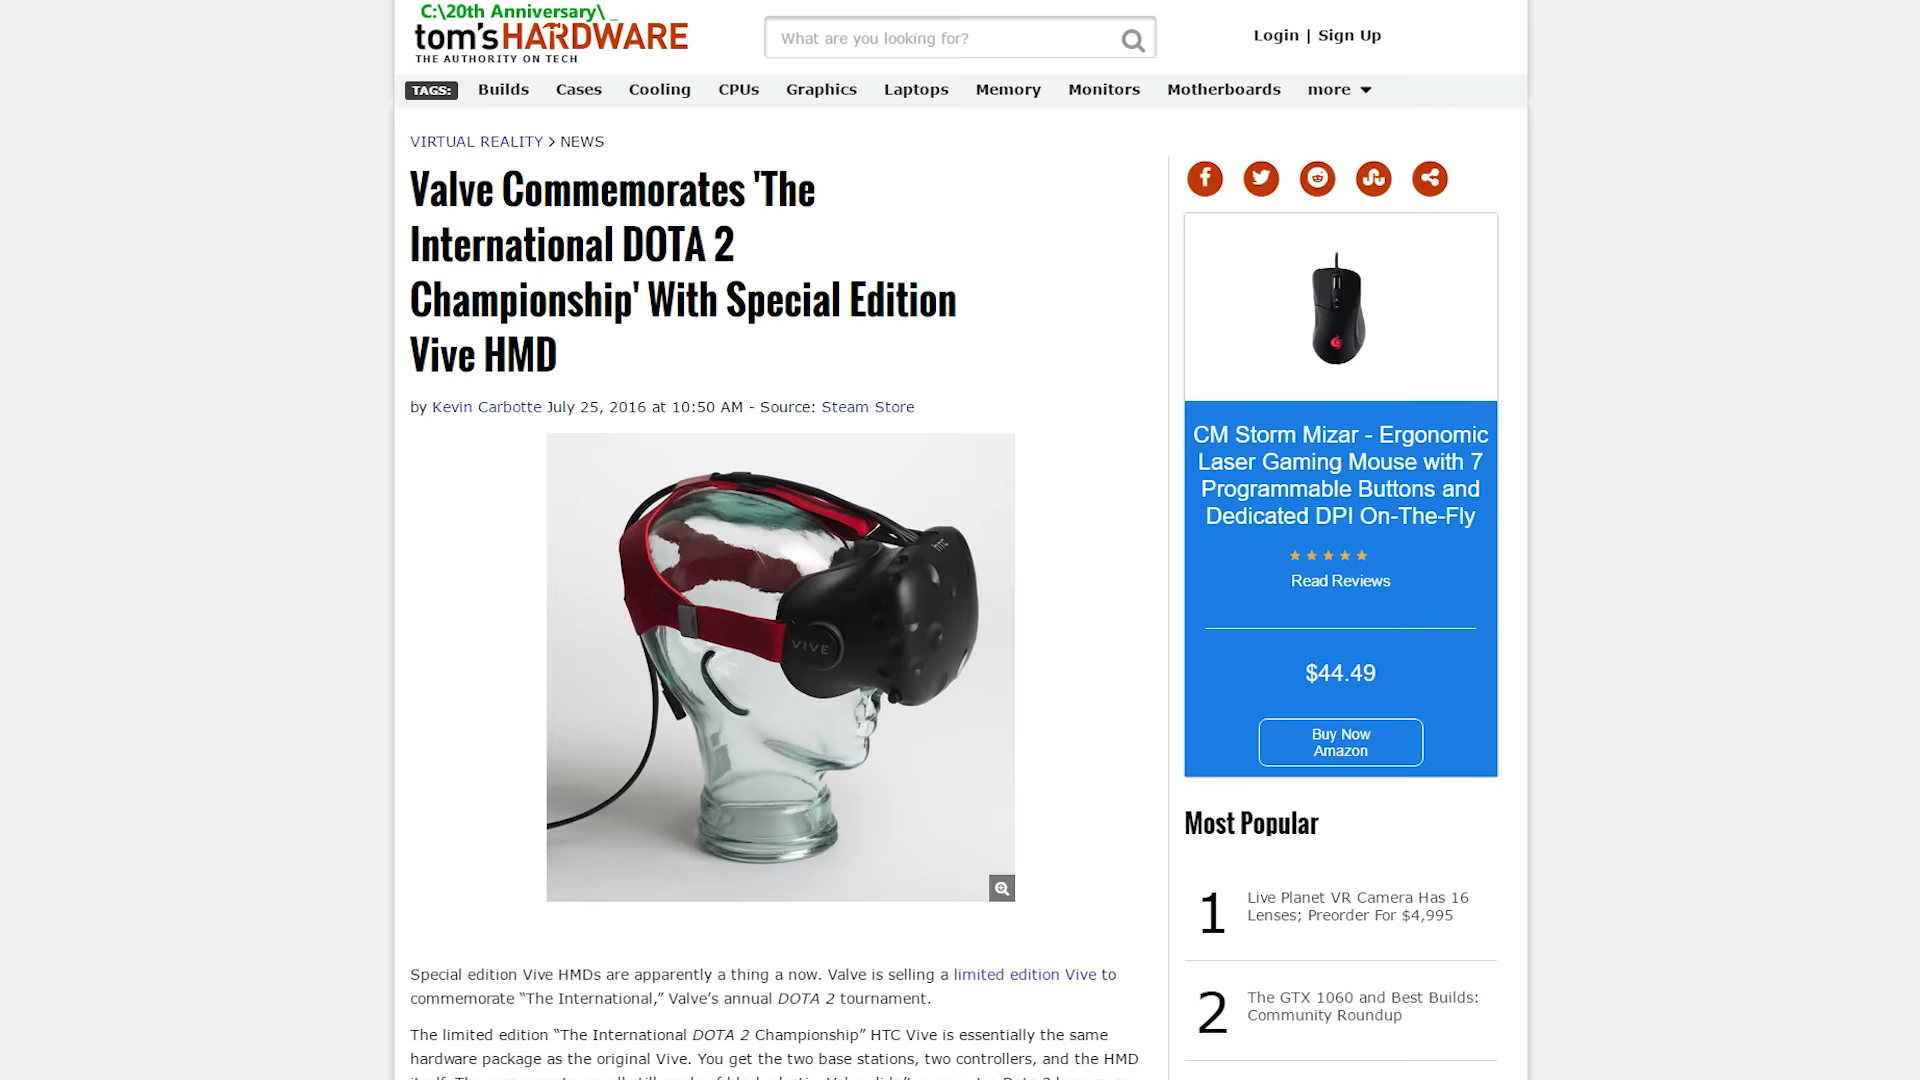 C:\20th Anniversary\ _
tom's HARDWARE
THE AUTHORITY ON TECH
What are you looking for?
Login | Sign Up
TAGS: Builds Cases Cooling CPUs Graphics Laptops Memory Monitors Motherboards more
VIRTUAL REALITY > NEWS
Valve Commemorates 'The
International DOTA 2
Championship' With Special Edition
Vive HMD
by Kevin Carbotte July 25, 2016 at 10:50 AM - Source: Steam Store
hTC
VIVE
Special edition Vive HMDs are apparently a thing a now. Valve is selling a limited edition Vive to
commemorate “The International,” Valve’s annual DOTA 2 tournament.
The limited edition “The International DOTA 2 Championship” HTC Vive is essentially the same
hardware package as the original Vive. You get the two base stations, two controllers, and the HMD
CM Storm Mizar - Ergonomic
Laser Gaming Mouse with 7
Programmable Buttons and
Dedicated DPI On-The-Fly
Read Reviews
$44.49
Buy Now
Amazon
Most Popular
1
Live Planet VR Camera Has 16
Lenses; Preorder For $4,995
2
The GTX 1060 and Best Builds:
Community Roundup